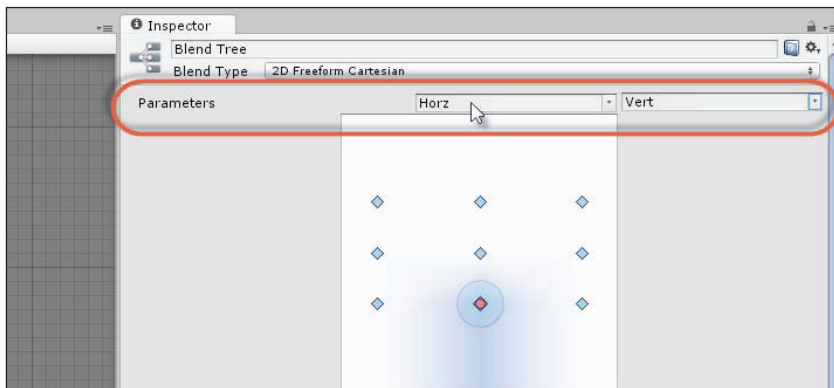 Inspector
Blend Tree
Blend Type 2D Freeform Cartesian
Parameters Horz Vert